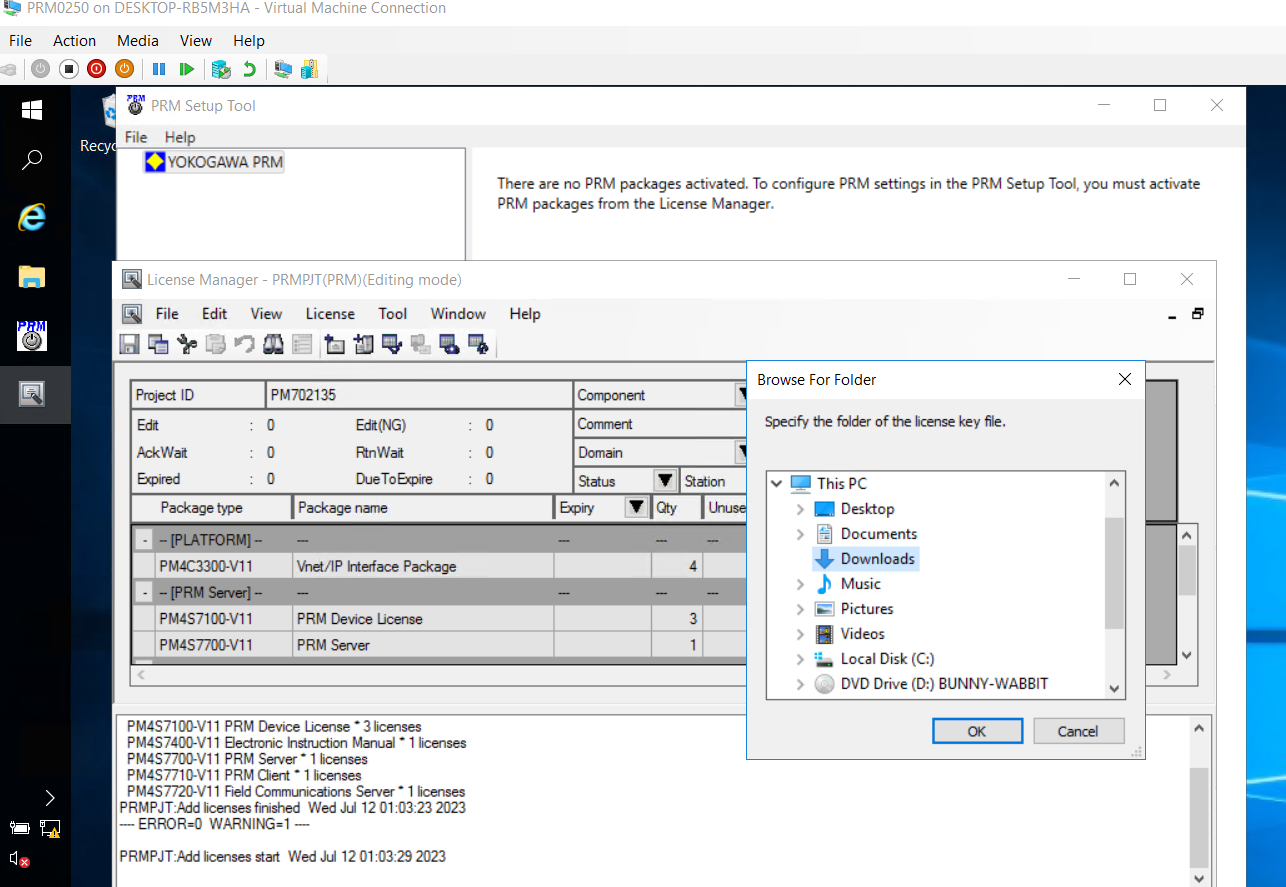 PRM0250 on DESKTOP-RB5M3HA - Virtual Machine Connection
File Action Media View Help
Recyc
PRM Setup Tool
File Help
YOKOGAWA PRM
There are no PRM packages activated. To configure PRM settings in the PRM Setup Tool, you must activate
PRM packages from the License Manager.
PRM
License Manager - PRMPJT(PRM)(Editing mode)
File Edit View License Tool Window Help
Project ID PM702135 Component
Edit : 0 Edit(NG) : 0 Comment
AckWait : 0 RtnWait : 0 Domain
Expired : 0 DueToExpire : 0 Status Station
Package type Package name Expiry Qty Unuse
- -- [PLATFORM] -- --- --- --- ---
PM4C3300-V11 Vnet/IP Interface Package 4
- -- [PRM Server] -- --- --- --- ---
PM4S7100-V11 PRM Device License 3
PM4S7700-V11 PRM Server 1
Browse For Folder
Specify the folder of the license key file.
This PC
Desktop
Documents
Downloads
Music
Pictures
Videos
Local Disk (C:)
DVD Drive (D:) BUNNY-WABBIT
OK Cancel
PM4S7100-V11 PRM Device License * 3 licenses
PM4S7400-V11 Electronic Instruction Manual * 1 licenses
PM4S7700-V11 PRM Server * 1 licenses
PM4S7710-V11 PRM Client * 1 licenses
PM4S7720-V11 Field Communications Server * 1 licenses
PRMPJT:Add licenses finished Wed Jul 12 01:03:23 2023
---- ERROR=0 WARNING=1 ----
PRMPJT:Add licenses start Wed Jul 12 01:03:29 2023